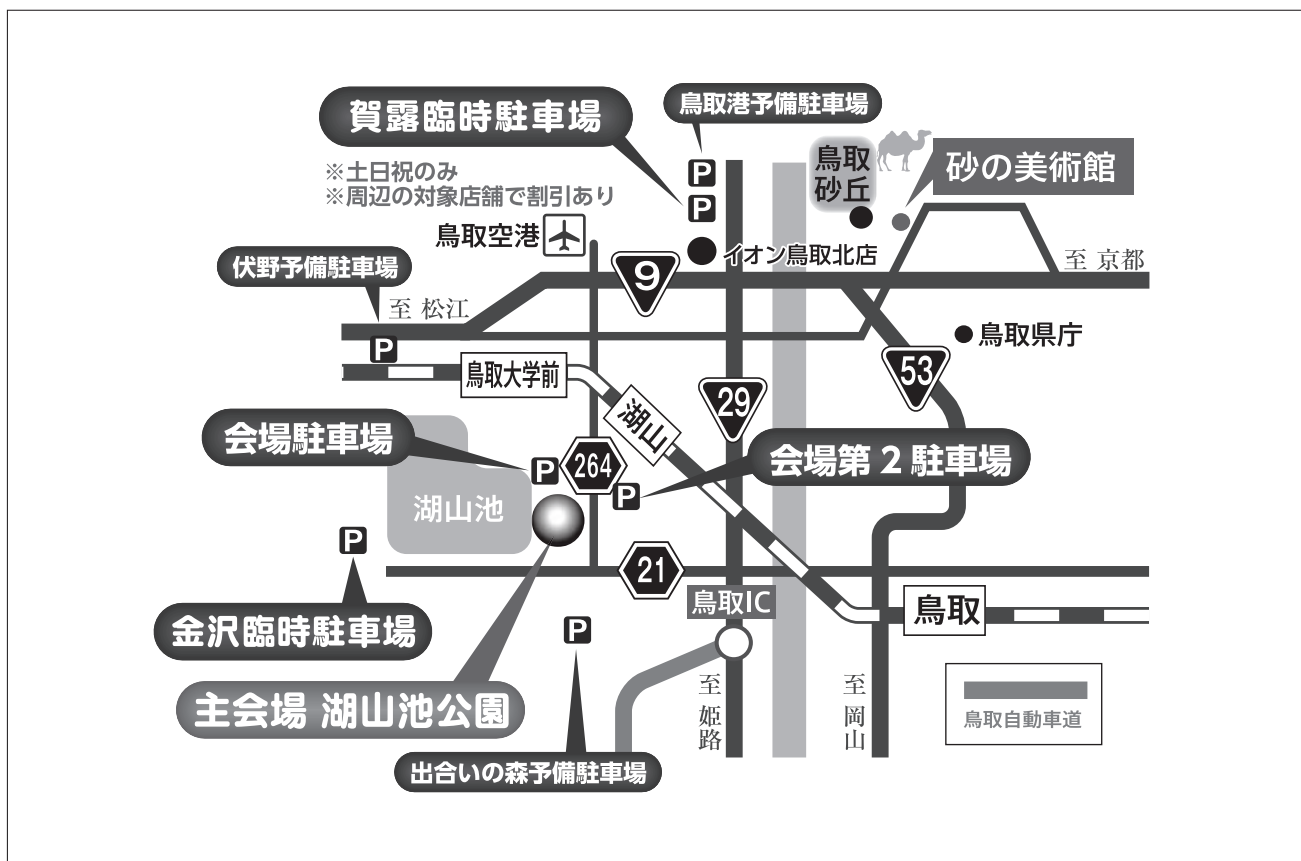 鳥取港予備駐車場
賀露臨時駐車場
※土日祝のみ
※周辺の対象店舗で割引あり
P
P
鳥取
砂丘
砂の美術館
鳥取空港
イオン鳥取北店
伏野予備駐車場
至 松江
9
至 京都
P
鳥取大学前
鳥取県庁
53
29
湖山
会場駐車場
P
264
P
会場第2駐車場
湖山池
P
21
鳥取IC
鳥取
金沢臨時駐車場
P
主会場 湖山池公園
至 姫路
至 岡山
鳥取自動車道
出合いの森予備駐車場